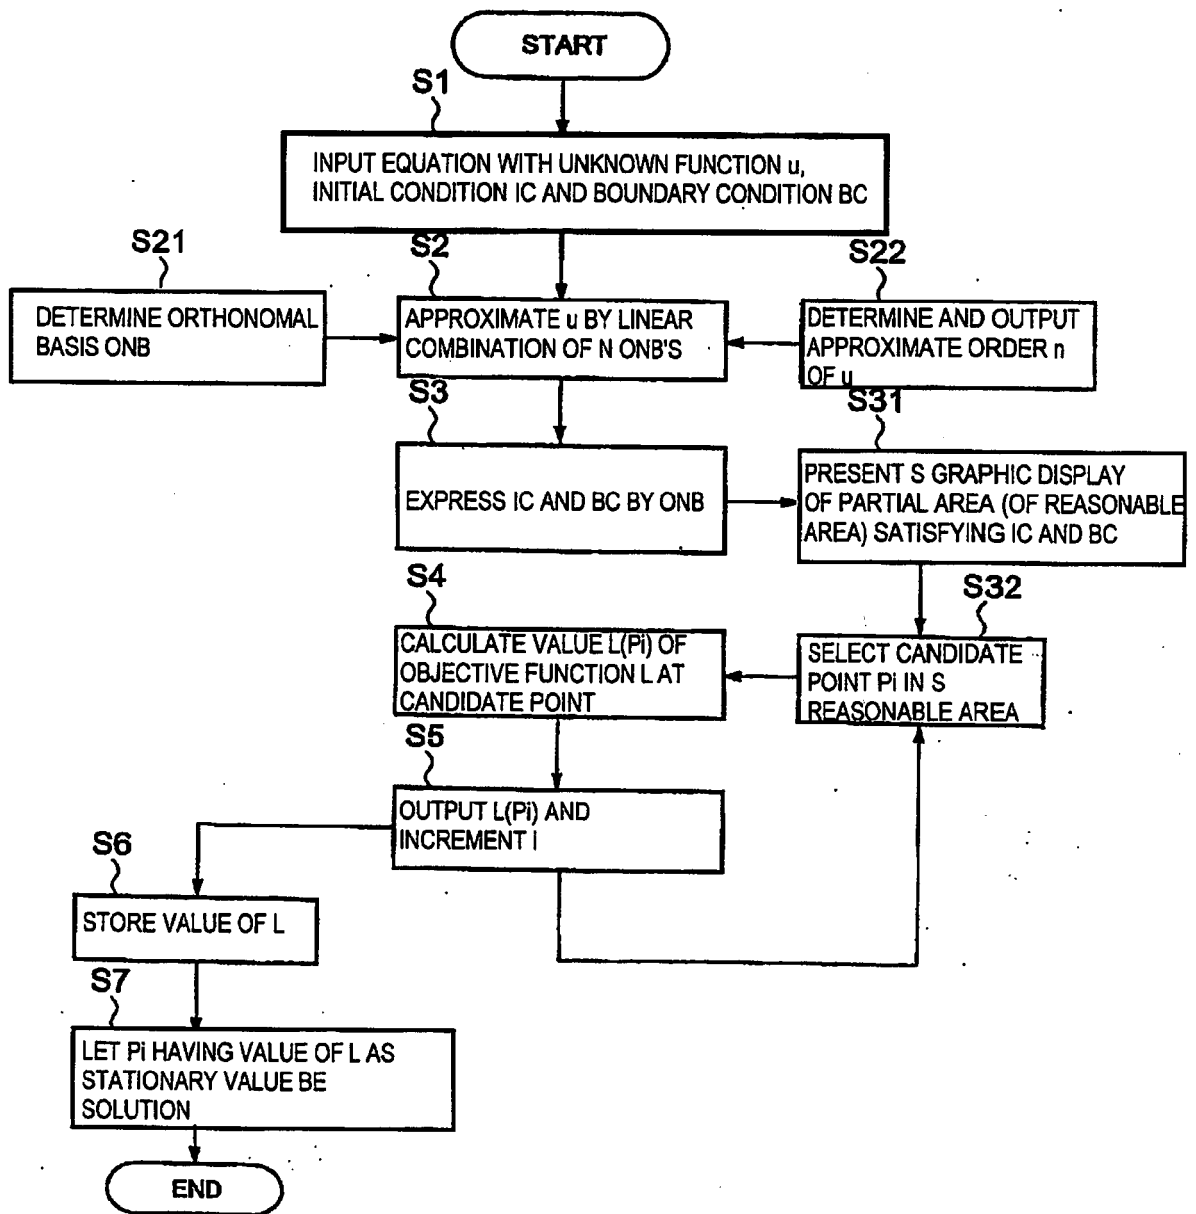 START
S1
INPUT EQUATION WITH UNKNOWN FUNCTION u,
INITIAL CONDITION IC AND BOUNDARY CONDITION BC
S21
DETERMINE ORTHONOMAL
BASIS ONB
S2
APPROXIMATE u BY LINEAR
COMBINATION OF N ONB'S
S22
DETERMINE AND OUTPUT
APPROXIMATE ORDER n
OF u
S3
EXPRESS IC AND BC BY ONB
S31
PRESENT S GRAPHIC DISPLAY
OF PARTIAL AREA (OF REASONABLE
AREA) SATISFYING IC AND BC
S32
SELECT CANDIDATE
POINT Pi IN S
REASONABLE AREA
S4
CALCULATE VALUE L(Pi) OF
OBJECTIVE FUNCTION L AT
CANDIDATE POINT
S5
OUTPUT L(Pi) AND
INCREMENT i
S6
STORE VALUE OF L
S7
LET Pi HAVING VALUE OF L AS
STATIONARY VALUE BE
SOLUTION
END